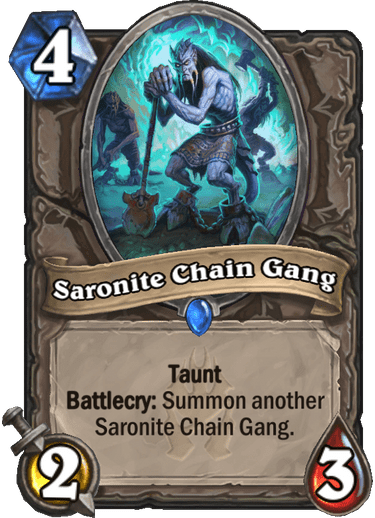 4
Saronite Chain Gang
Taunt
Battlecry: Summon another
Saronite Chain Gang.
2
3